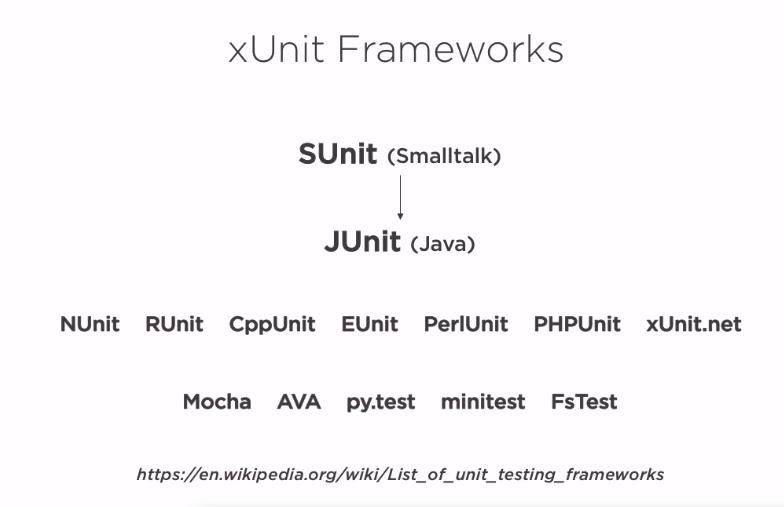 xUnit Frameworks
SUnit (Smalltalk)
JUnit (Java)
NUnit RUnit CppUnit EUnit PerlUnit PHPUnit xUnit.net
Mocha AVA py.test minitest FsTest
https://en.wikipedia.org/wiki/List_of_unit_testing_frameworks